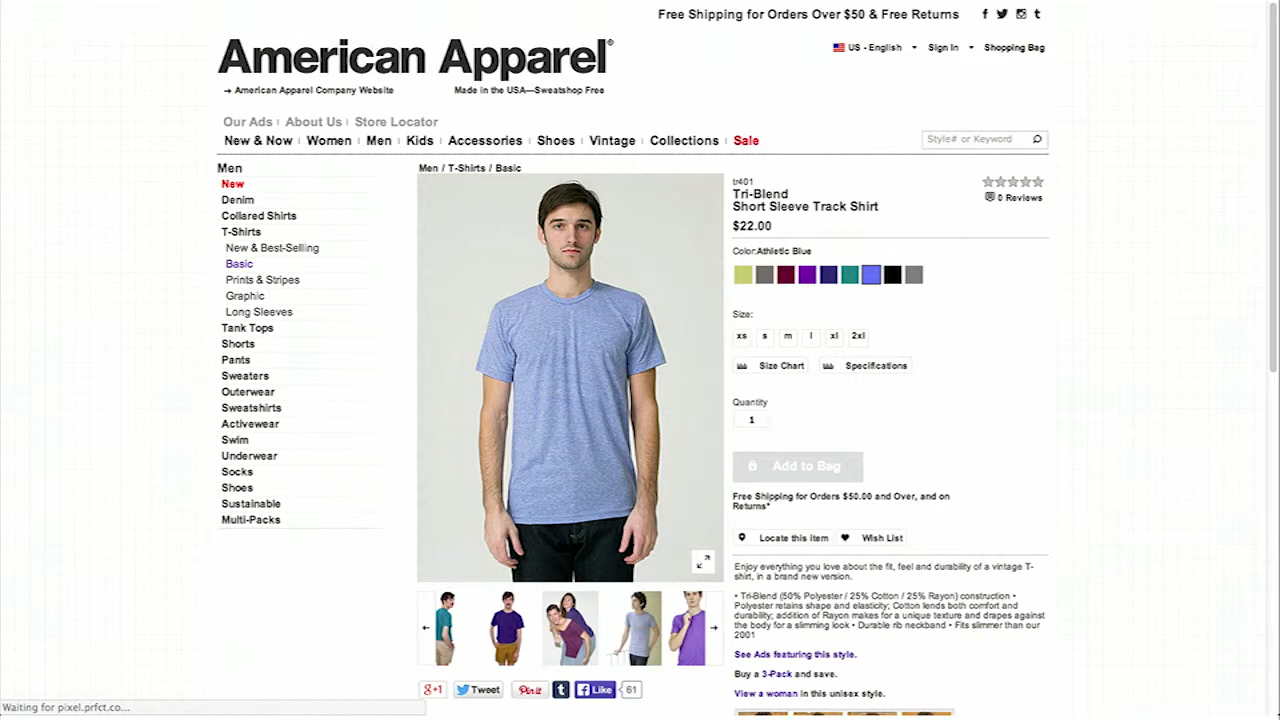 Free Shipping for Orders Over $50 & Free Returns
American Apparel®
US - English
Sign In
Shopping Bag
→ American Apparel Company Website
Made in the USA—Sweatshop Free
Our Ads
About Us
Store Locator
New & Now
Women
Men
Kids
Accessories
Shoes
Vintage
Collections
Sale
Style# or Keyword
Men
New
Denim
Collared Shirts
T-Shirts
New & Best-Selling
Basic
Prints & Stripes
Graphic
Long Sleeves
Tank Tops
Shorts
Pants
Sweaters
Outerwear
Sweatshirts
Activewear
Swim
Underwear
Socks
Shoes
Sustainable
Multi-Packs
Men / T-Shirts / Basic
tr401
Tri-Blend
Short Sleeve Track Shirt
$22.00
0 Reviews
Color:Athletic Blue
Size:
xs s m l xl 2xl
Size Chart
Specifications
Quantity
1
Add to Bag
Free Shipping for Orders $50.00 and Over, and on
Returns*
Locate this item
Wish List
Enjoy everything you love about the fit, feel and durability of a vintage T-
shirt, in a brand new version.
• Tri-Blend (50% Polyester / 25% Cotton / 25% Rayon) construction •
Polyester retains shape and elasticity; Cotton lends both comfort and
durability; addition of Rayon makes for a unique texture and drapes against
the body for a slimming look • Durable rib neckband • Fits slimmer than our
2001
See Ads featuring this style.
Buy a 3-Pack and save.
View a woman in this unisex style.
g+1
Tweet
Pin it
t
Like
61
Waiting for pixel.prfct.co...